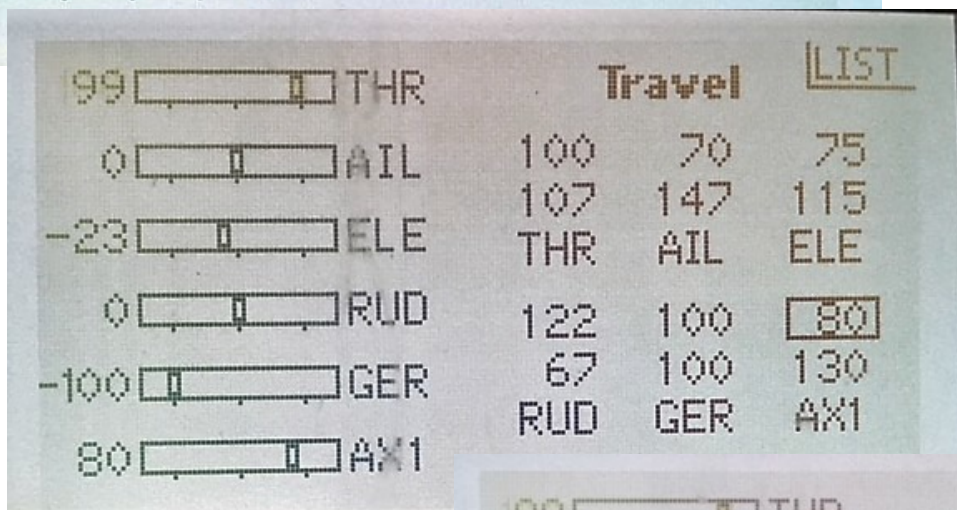 Travel
LIST
99 THR
0 AIL
-23 ELE
0 RUD
-100 GER
80 AX1
100 70 75
107 147 115
THR AIL ELE
122 100 80
67 100 130
RUD GER AX1